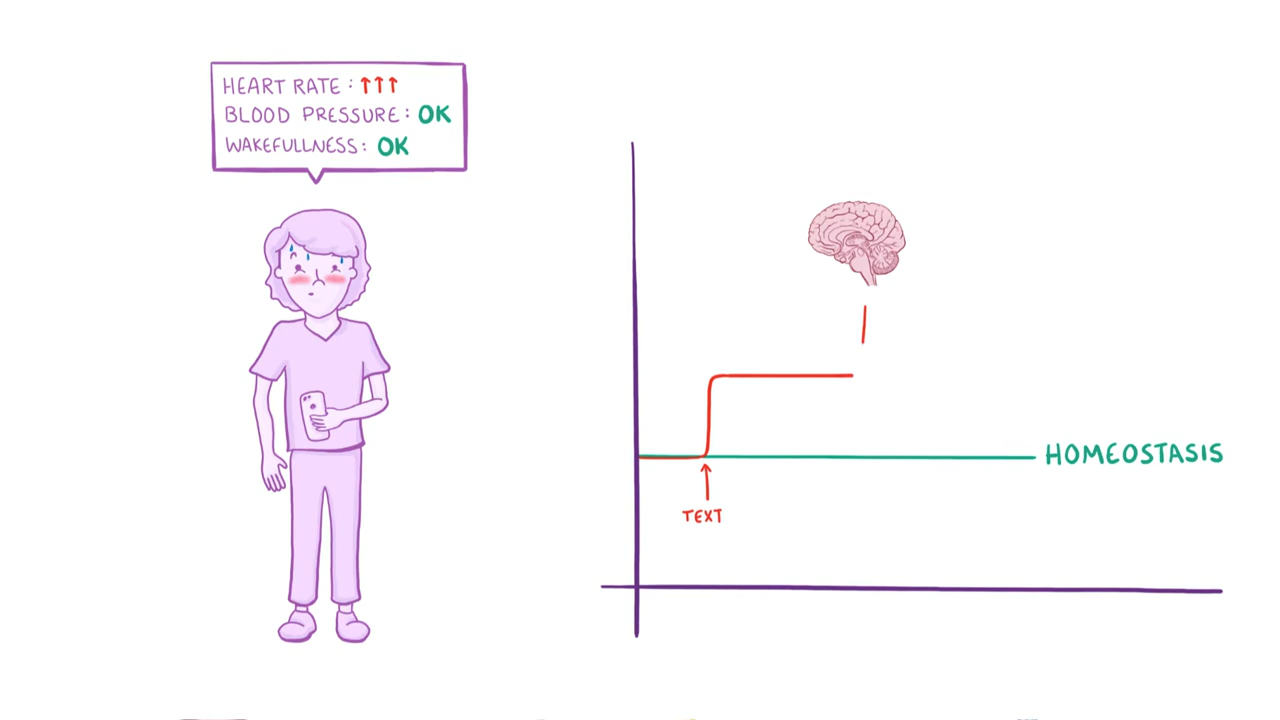 HEART RATE: ↑↑↑
BLOOD PRESSURE: OK
WAKEFULLNESS: OK
HOMEOSTASIS
TEXT